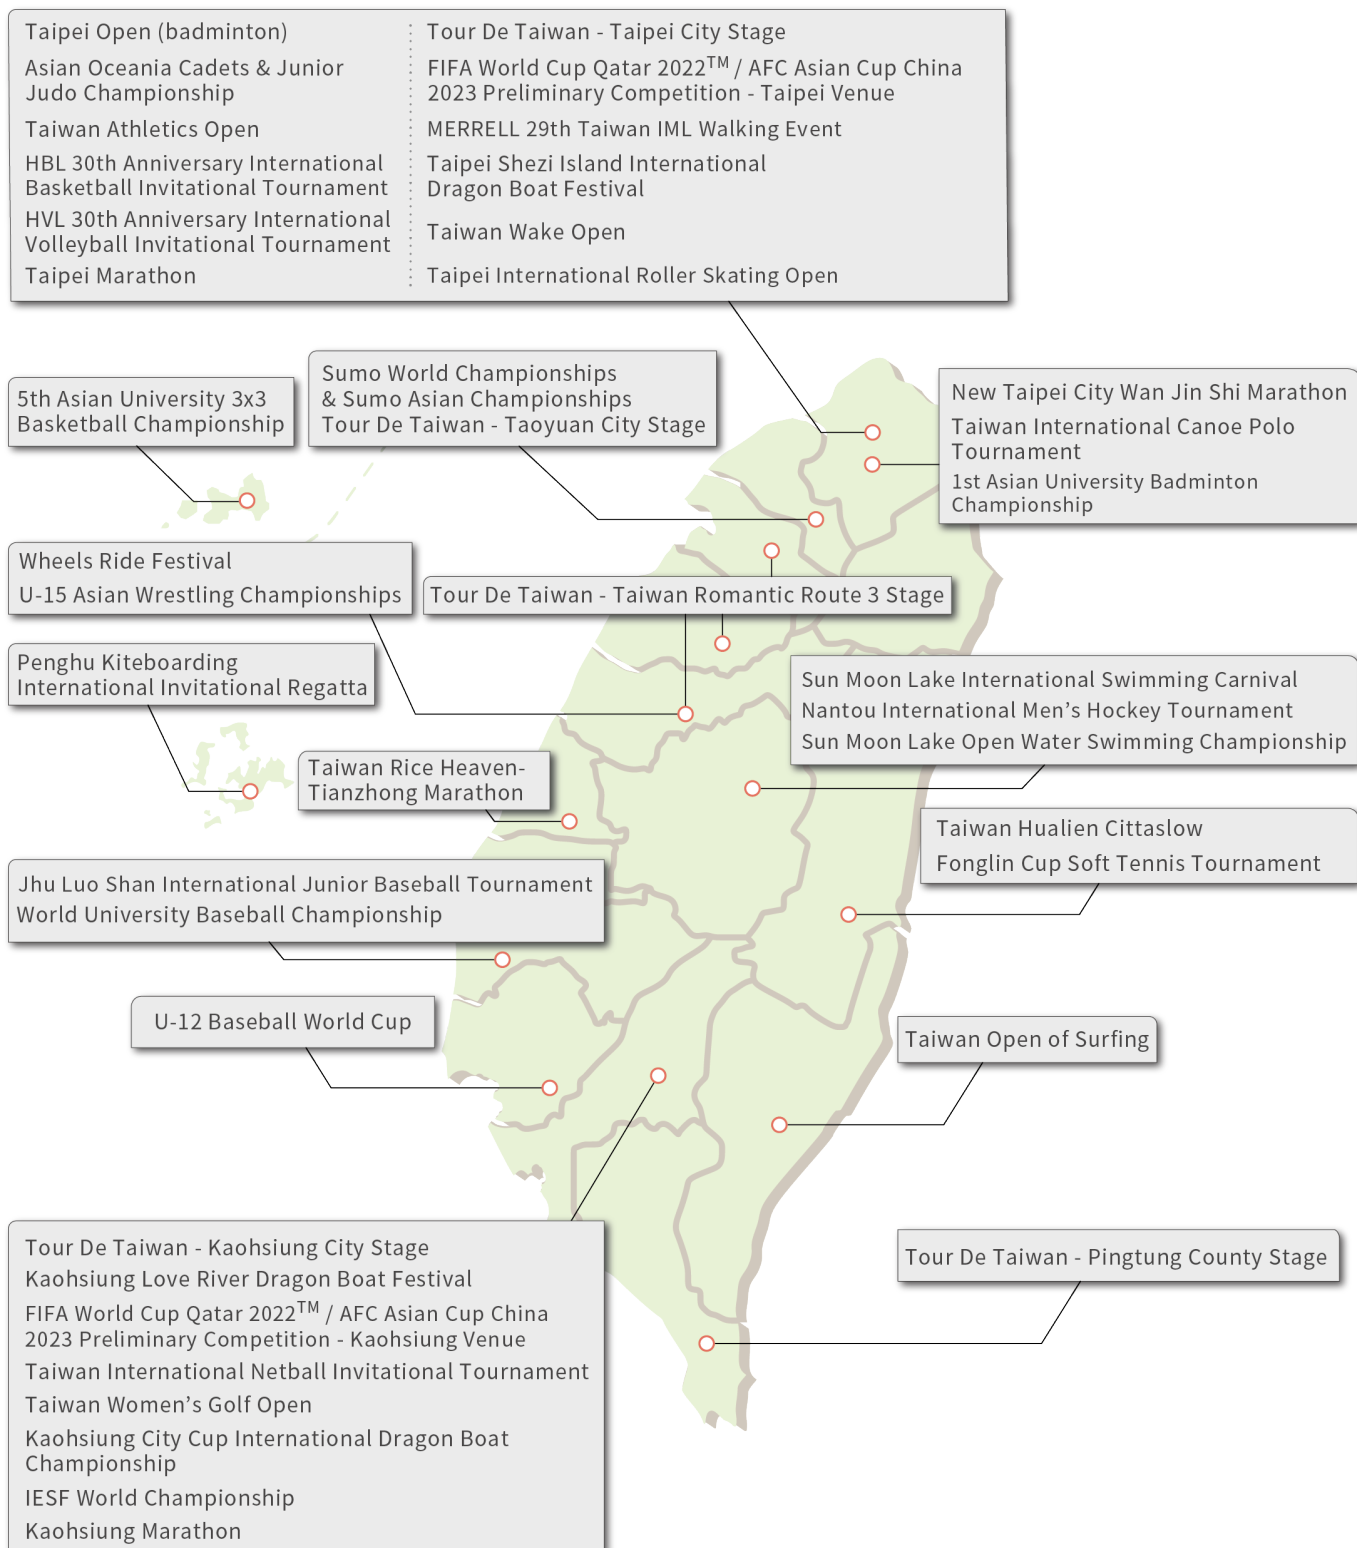 Taipei Open (badminton)
Asian Oceania Cadets & Junior
Judo Championship
Taiwan Athletics Open
HBL 30th Anniversary International
Basketball Invitational Tournament
HVL 30th Anniversary International
Volleyball Invitational Tournament
Taipei Marathon
Tour De Taiwan - Taipei City Stage
FIFA World Cup Qatar 2022™ / AFC Asian Cup China
2023 Preliminary Competition - Taipei Venue
MERRELL 29th Taiwan IML Walking Event
Taipei Shezi Island International
Dragon Boat Festival
Taiwan Wake Open
Taipei International Roller Skating Open
5th Asian University 3x3
Basketball Championship
Sumo World Championships
& Sumo Asian Championships
Tour De Taiwan - Taoyuan City Stage
New Taipei City Wan Jin Shi Marathon
Taiwan International Canoe Polo
Tournament
1st Asian University Badminton
Championship
Wheels Ride Festival
U-15 Asian Wrestling Championships
Tour De Taiwan - Taiwan Romantic Route 3 Stage
Penghu Kiteboarding
International Invitational Regatta
Sun Moon Lake International Swimming Carnival
Nantou International Men’s Hockey Tournament
Sun Moon Lake Open Water Swimming Championship
Taiwan Rice Heaven-
Tianzhong Marathon
Taiwan Hualien Cittaslow
Fonglin Cup Soft Tennis Tournament
Jhu Luo Shan International Junior Baseball Tournament
World University Baseball Championship
U-12 Baseball World Cup
Taiwan Open of Surfing
Tour De Taiwan - Kaohsiung City Stage
Kaohsiung Love River Dragon Boat Festival
FIFA World Cup Qatar 2022™ / AFC Asian Cup China
2023 Preliminary Competition - Kaohsiung Venue
Taiwan International Netball Invitational Tournament
Taiwan Women’s Golf Open
Kaohsiung City Cup International Dragon Boat
Championship
IESF World Championship
Kaohsiung Marathon
Tour De Taiwan - Pingtung County Stage